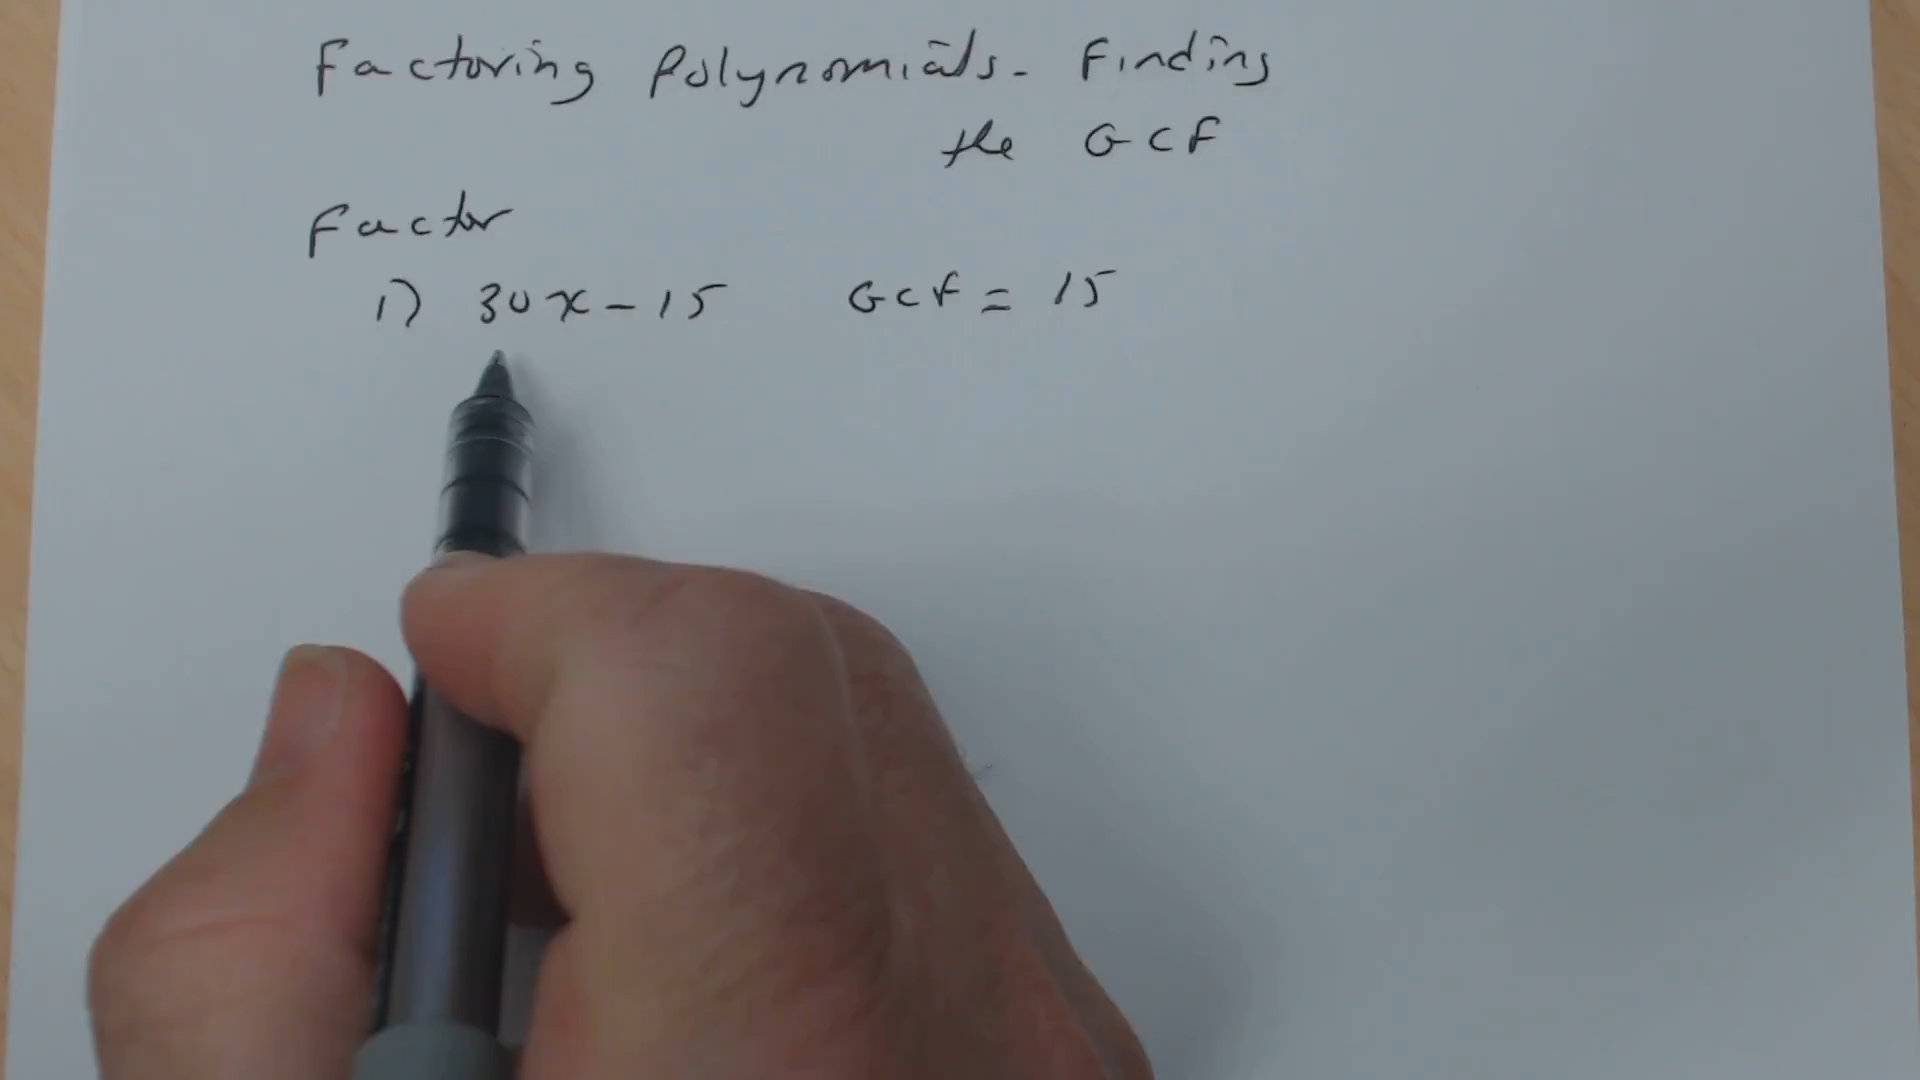 Factoring Polynomials - Finding
the GCF
Factor
1) 30x - 15 GCF = 15